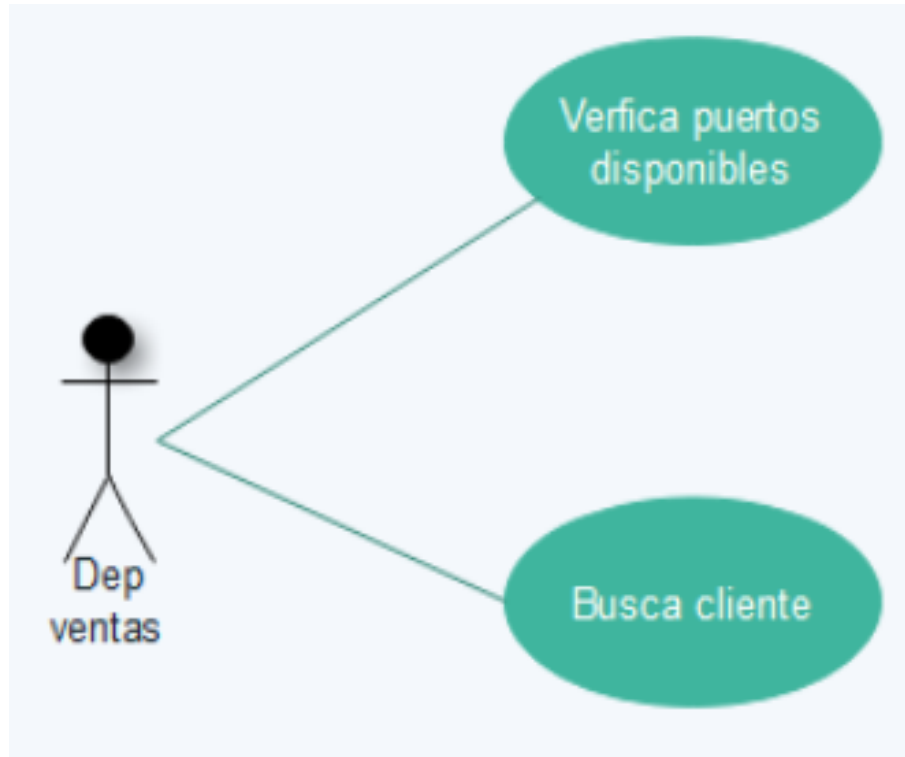 Verfica puertos
disponibles
Dep
ventas
Busca cliente